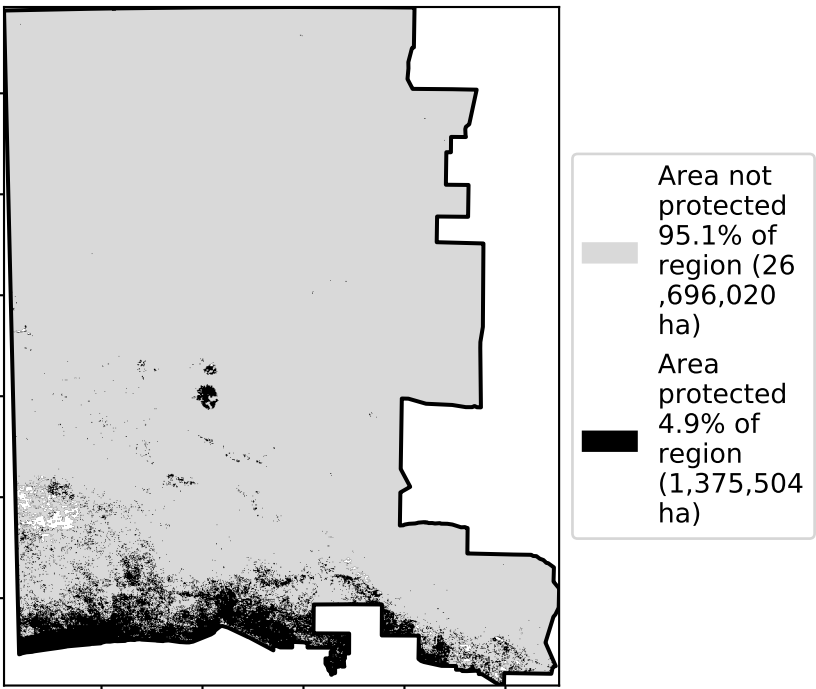 Area not
protected
95.1% of
region (26
,696,020
ha)
Area
protected
4.9% of
region
(1,375,504
ha)